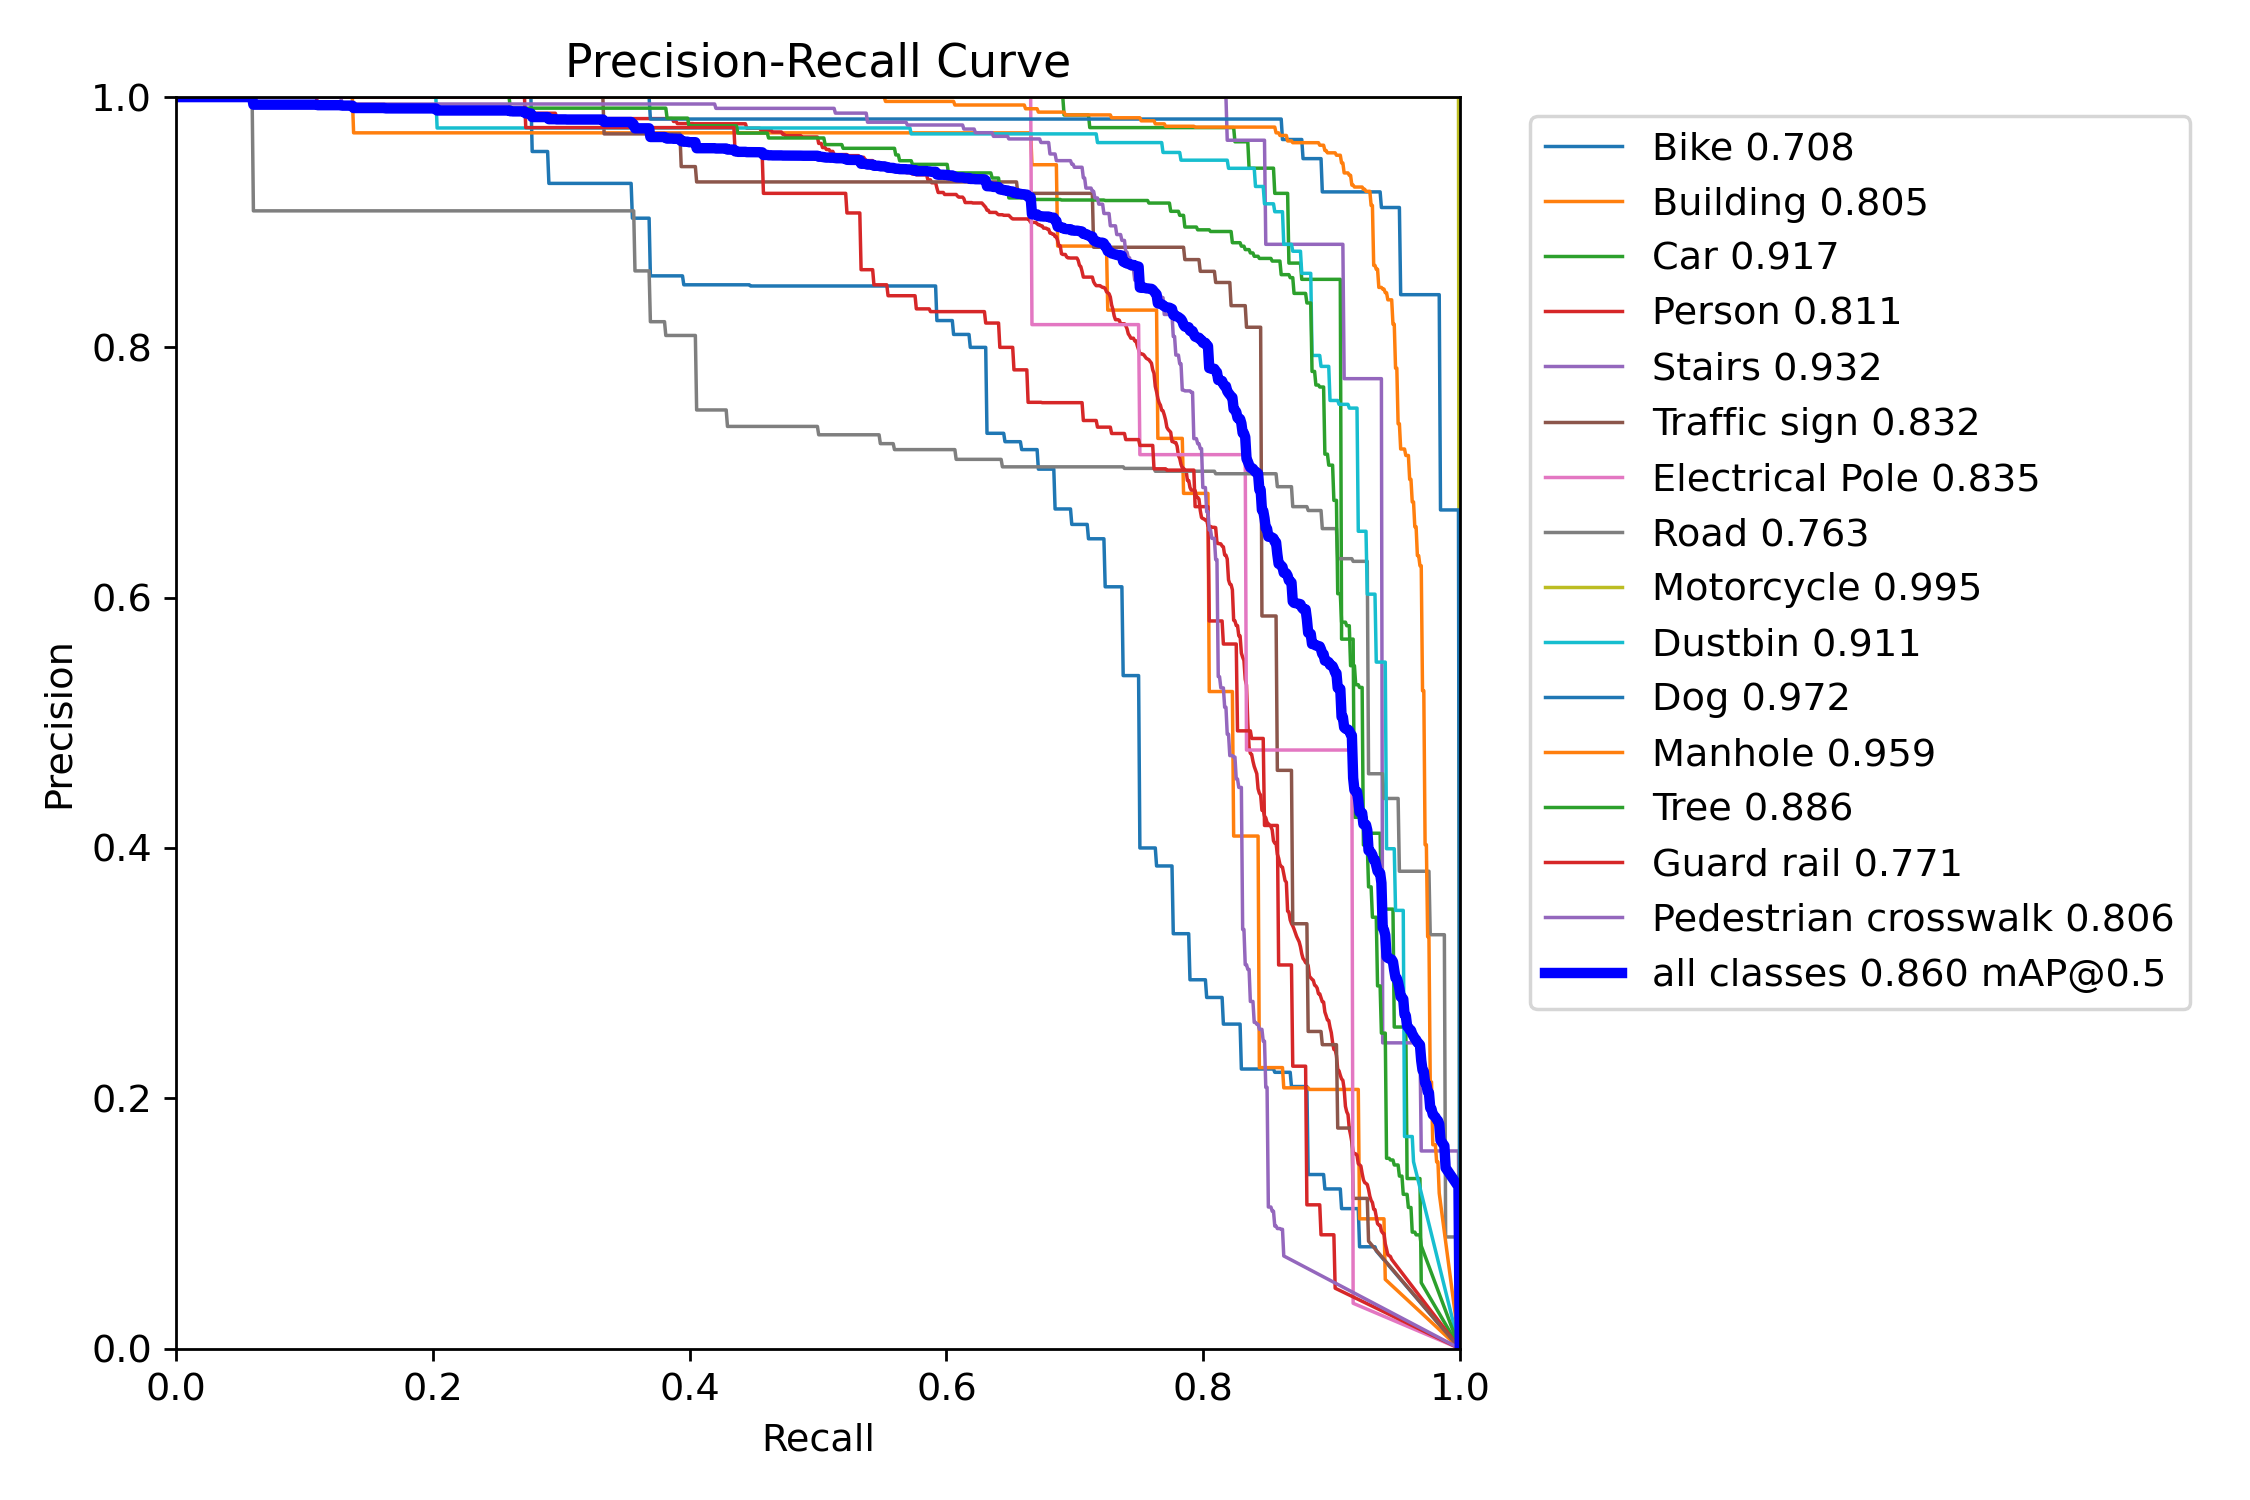 Precision-Recall Curve
1.0
0.8
0.6
0.4
0.2
0.0
Precision
0.0 0.2 0.4 0.6 0.8 1.0
Recall
Bike 0.708
Building 0.805
Car 0.917
Person 0.811
Stairs 0.932
Traffic sign 0.832
Electrical Pole 0.835
Road 0.763
Motorcycle 0.995
Dustbin 0.911
Dog 0.972
Manhole 0.959
Tree 0.886
Guard rail 0.771
Pedestrian crosswalk 0.806
all classes 0.860 mAP@0.5